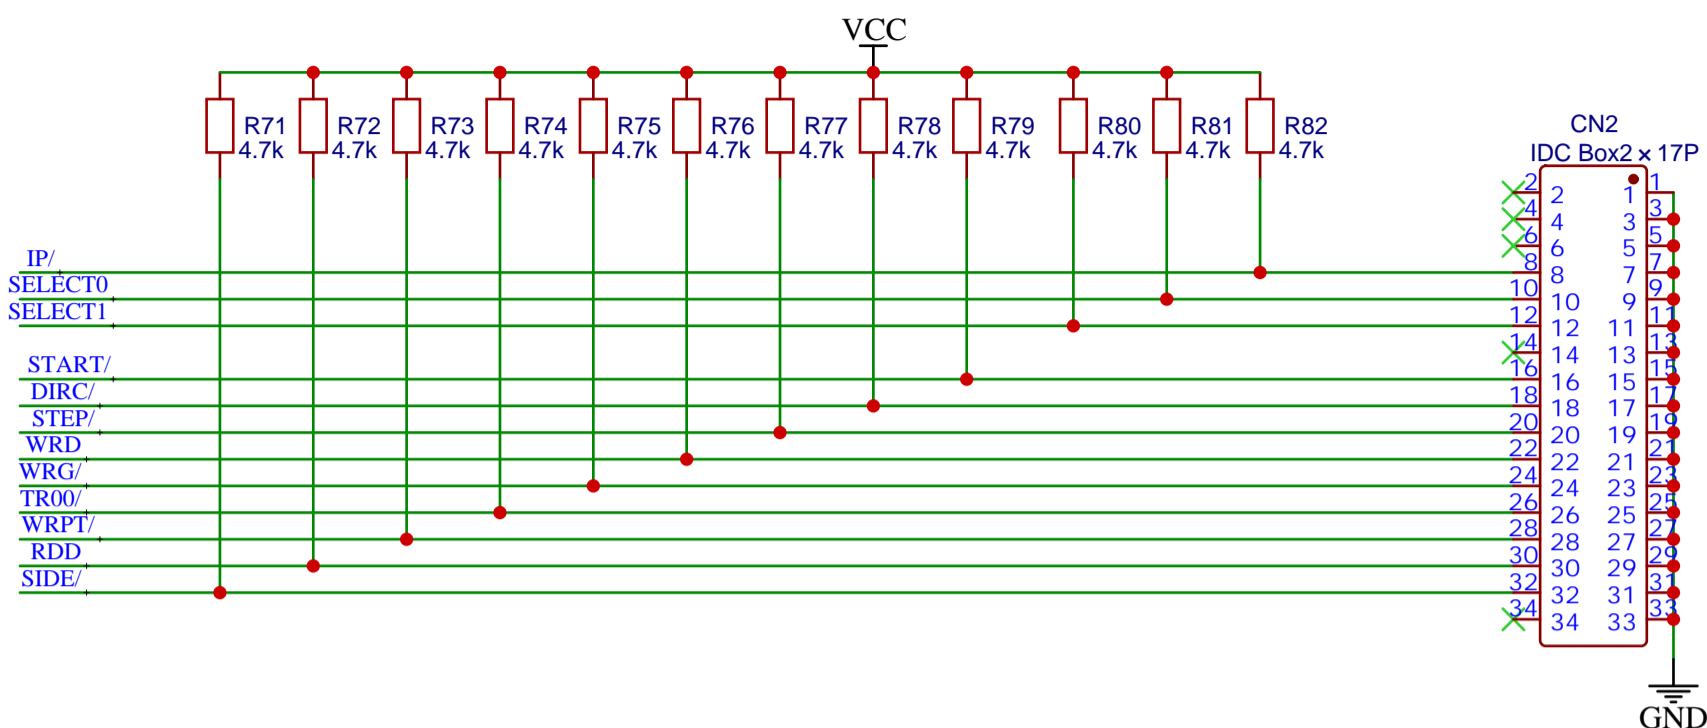 VCC
R71 R72 R73 R74 R75 R76 R77 R78 R79 R80 R81 R82
4.7k 4.7k 4.7k 4.7k 4.7k 4.7k 4.7k 4.7k 4.7k 4.7k 4.7k 4.7k
CN2
IDC Box2×17P
2 2 1 1
4 4 3 3
6 6 5 5
IP/ 8 8 7 7
SELECT0 10 10 9 9
SELECT1 12 12 11 11
14 14 13 13
START/ 16 16 15 15
DIRC/ 18 18 17 17
STEP/ 20 20 19 19
WRD 22 22 21 21
WRG/ 24 24 23 23
TR00/ 26 26 25 25
WRPT/ 28 28 27 27
RDD 30 30 29 29
SIDE/ 32 32 31 31
34 34 33 33
GND